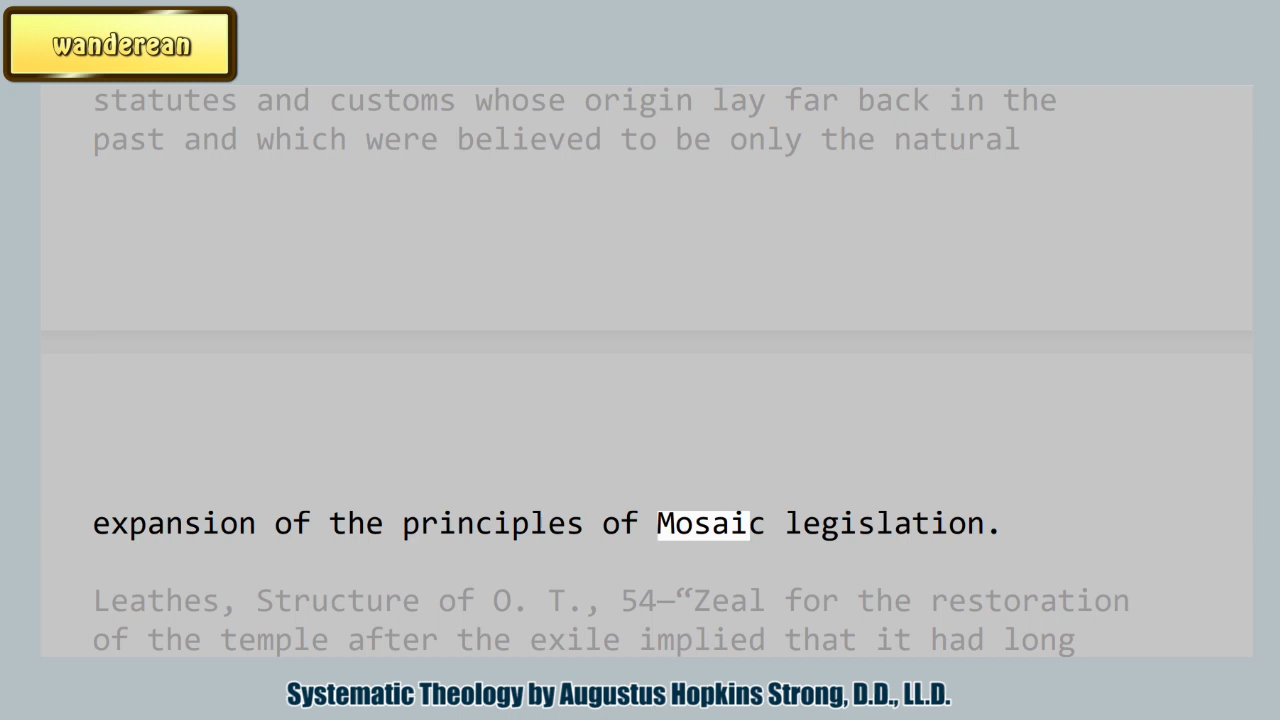 wanderean
statutes and customs whose origin lay far back in the
past and which were believed to be only the natural
expansion of the principles of Mosaic legislation.
Leathes, Structure of O. T., 54—“Zeal for the restoration
of the temple after the exile implied that it had long
Systematic Theology by Augustus Hopkins Strong, D.D., LL.D.